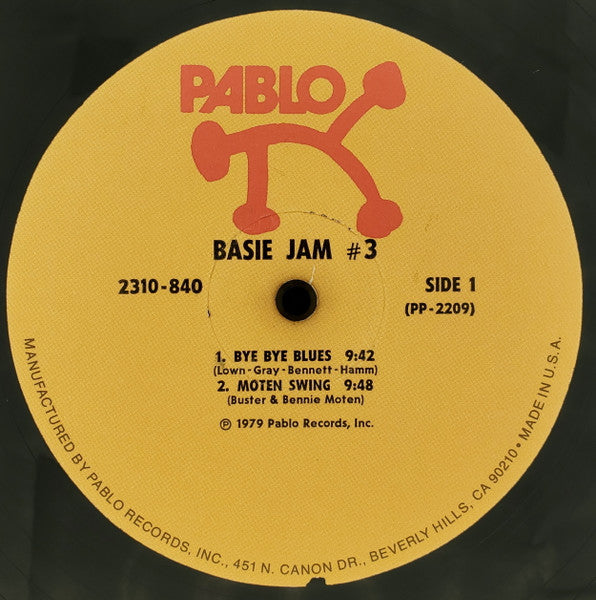 PABLO
BASIE JAM #3
2310-840
SIDE 1
(PP-2209)
1. BYE BYE BLUES 9:42
(Lown-Gray-Bennett-Hamm)
2. MOTEN SWING 9:48
(Buster & Bennie Moten)
℗ 1979 Pablo Records, Inc.
MANUFACTURED BY PABLO RECORDS, INC., 451 N. CANON DR., BEVERLY HILLS, CA 90210 • MADE IN U.S.A.